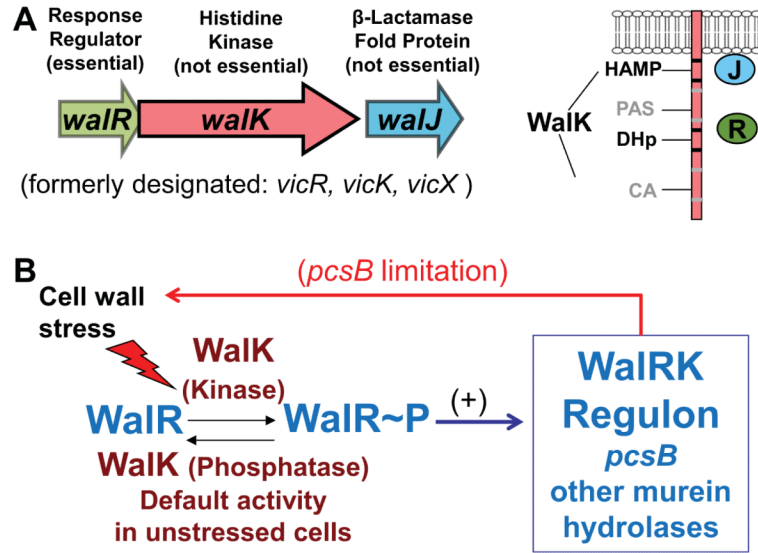 A
Response
Regulator
(essential)
Histidine
Kinase
(not essential)
β-Lactamase
Fold Protein
(not essential)
walR
walK
walJ
(formerly designated: vicR, vicK, vicX )
WalK
HAMP
PAS
DHp
CA
J
R
B
(pcsB limitation)
Cell wall
stress
WalK
(Kinase)
WalR
WalR~P
(+)
WalK (Phosphatase)
Default activity
in unstressed cells
WalRK
Regulon
pcsB
other murein
hydrolases